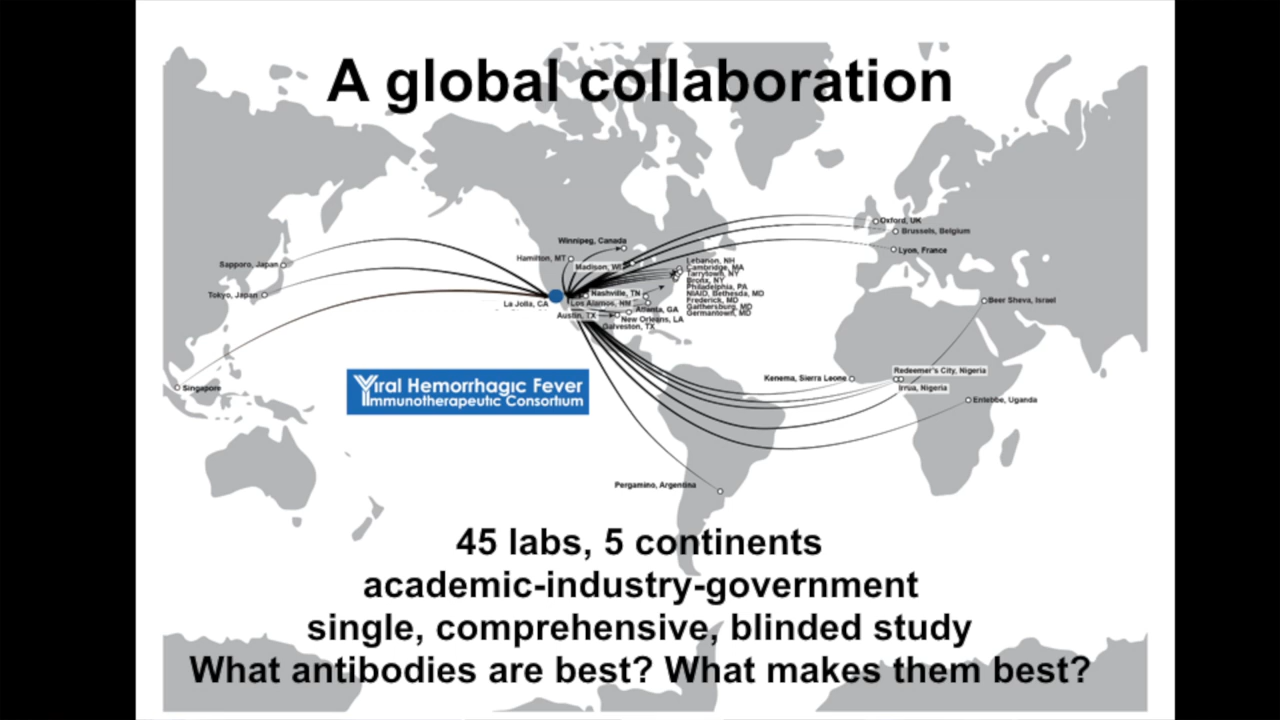 A global collaboration
Oxford, UK
Brussels, Belgium
Winnipeg, Canada
Lyon, France
Hamilton, MT
Madison, WI
Sapporo, Japan
Lebanon, NH
Cambridge, MA
Tarrytown, NY
Bronx, NY
Philadelphia, PA
NIAID, Bethesda, MD
Frederick, MD
Gaithersburg, MD
Germantown, MD
Tokyo, Japan
Nashville, TN
La Jolla, CA
Los Alamos, NM
Atlanta, GA
Austin, TX
New Orleans, LA
Galveston, TX
Beer Sheva, Israel
Redeemer's City, Nigeria
Kenema, Sierra Leone
Irrua, Nigeria
Singapore
Entebbe, Uganda
Viral Hemorrhagic Fever
Immunotherapeutic Consortium
Pergamino, Argentina
45 labs, 5 continents
academic-industry-government
single, comprehensive, blinded study
What antibodies are best? What makes them best?